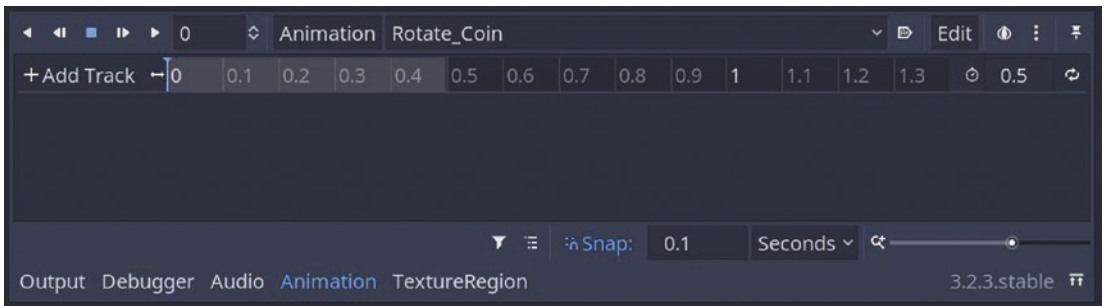 0 Animation Rotate_Coin Edit
+Add Track 0 0.1 0.2 0.3 0.4 0.5 0.6 0.7 0.8 0.9 1 1.1 1.2 1.3 0.5
Snap: 0.1 Seconds
Output Debugger Audio Animation TextureRegion 3.2.3.stable